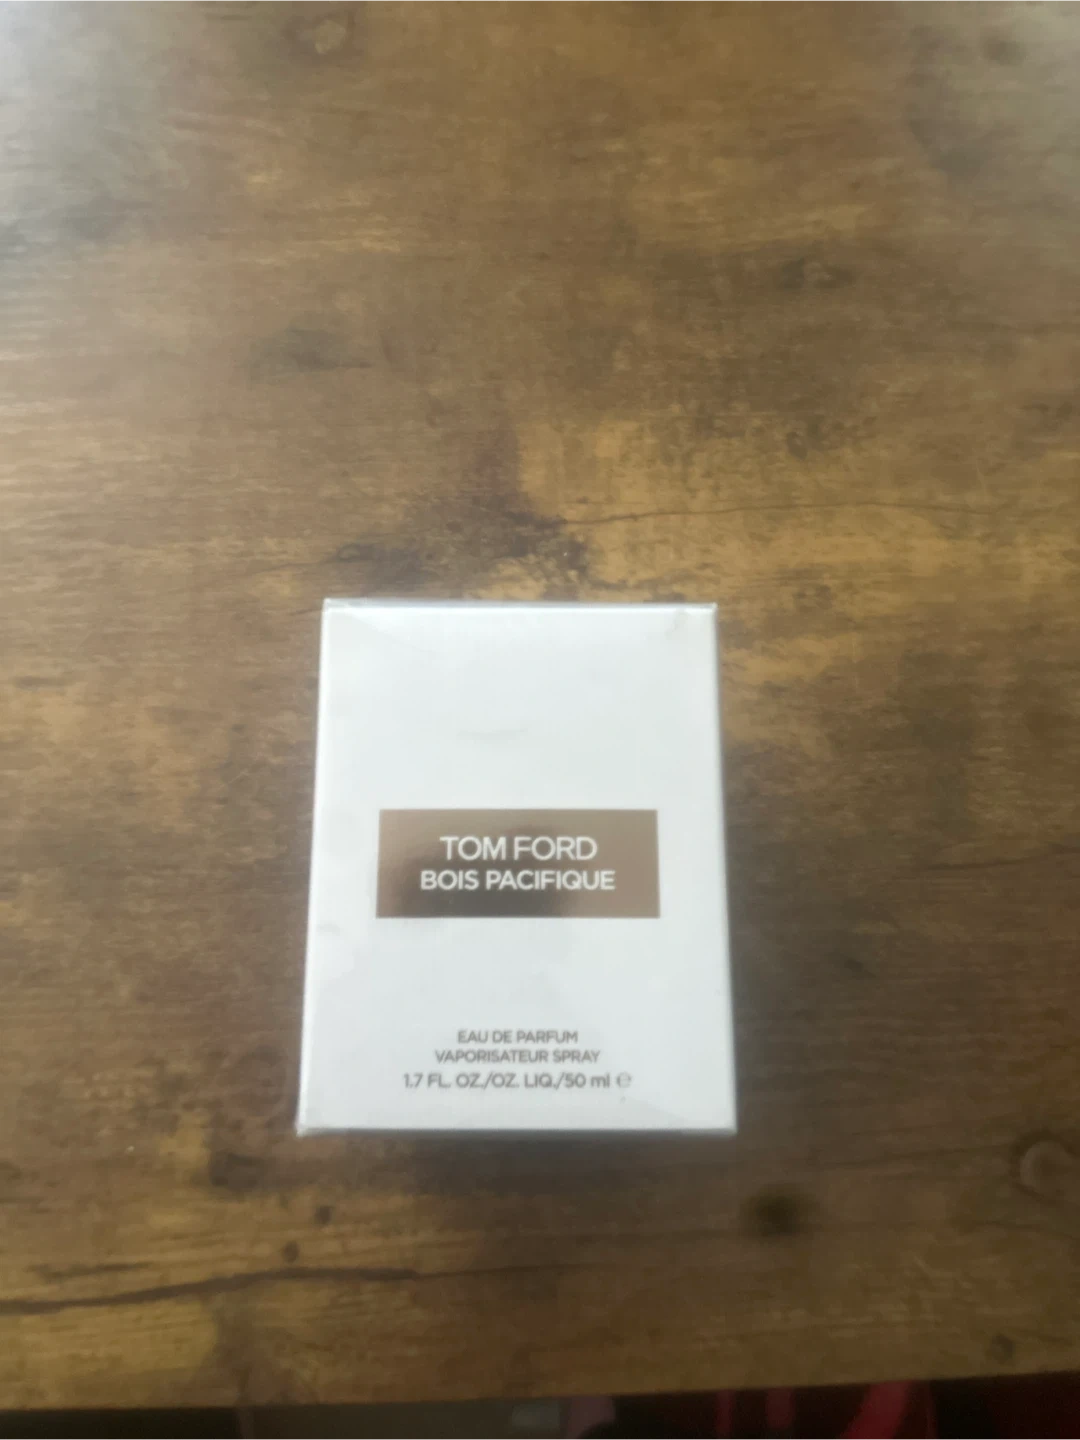 TOM FORD
BOIS PACIFIQUE
EAU DE PARFUM
VAPORISATEUR SPRAY
1.7 FL. OZ./OZ. LIQ./50 ml ℮